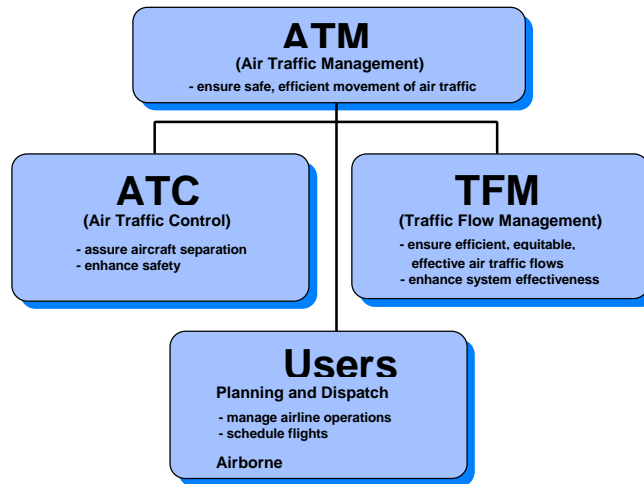 ATM
(Air Traffic Management)
- ensure safe, efficient movement of air traffic
ATC
(Air Traffic Control)
- assure aircraft separation
- enhance safety
TFM
(Traffic Flow Management)
- ensure efficient, equitable,
effective air traffic flows
- enhance system effectiveness
Users
Planning and Dispatch
- manage airline operations
- schedule flights
Airborne